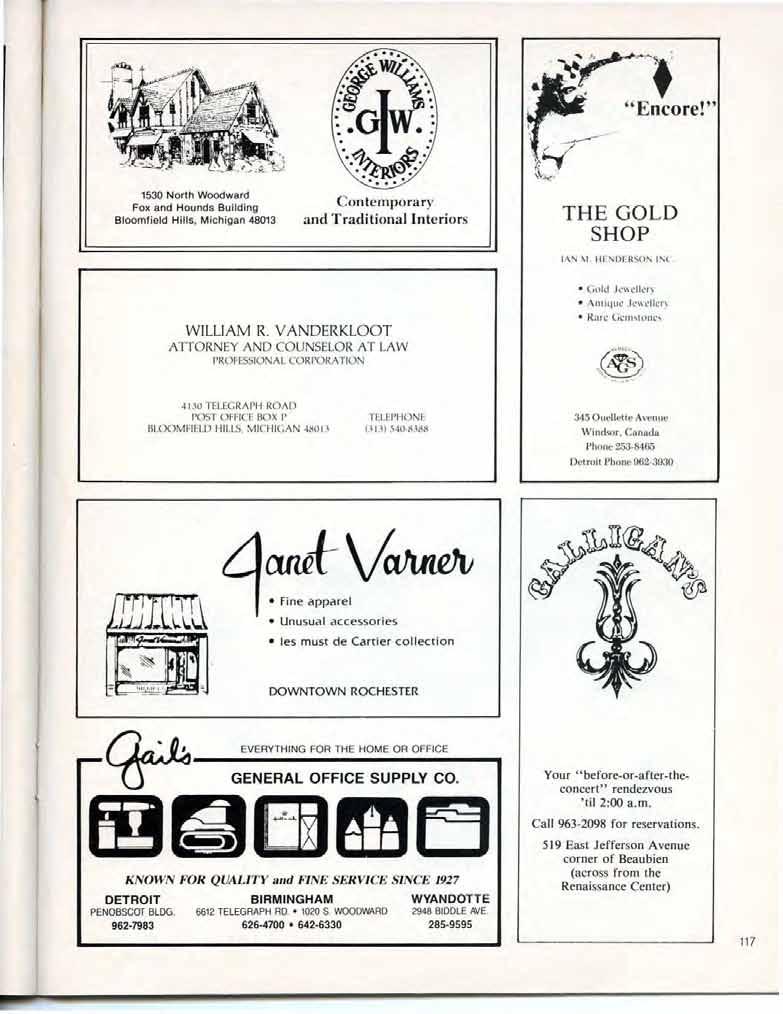 GEORGE WILLIAMS
GIW.
INTERIORS
1530 North Woodward
Fox and Hounds Building
Bloomfield Hills, Michigan 48013
Contemporary
and Traditional Interiors
"Encore!"
THE GOLD
SHOP
IAN M. HENDERSON INC.
• Gold Jewellery
• Antique Jewellery
• Rare Gemstones
AGS
345 Ouellette Avenue
Windsor, Canada
Phone 253-8465
Detroit Phone 962-3930
WILLIAM R. VANDERKLOOT
ATTORNEY AND COUNSELOR AT LAW
PROFESSIONAL CORPORATION
4130 TELEGRAPH ROAD
POST OFFICE BOX P
BLOOMFIELD HILLS, MICHIGAN 48013
TELEPHONE
(313) 540-8388
Janet Varner
• Fine apparel
• Unusual accessories
• les must de Cartier collection
DOWNTOWN ROCHESTER
GALLIGAN'S
Your "before-or-after-the-
concert" rendezvous
'til 2:00 a.m.
Call 963-2098 for reservations.
519 East Jefferson Avenue
corner of Beaubien
(across from the
Renaissance Center)
Gail's
EVERYTHING FOR THE HOME OR OFFICE
GENERAL OFFICE SUPPLY CO.
KNOWN FOR QUALITY and FINE SERVICE SINCE 1927
DETROIT
PENOBSCOT BLDG.
962-7983
BIRMINGHAM
6612 TELEGRAPH RD. • 1020 S. WOODWARD
626-4700 • 642-6330
WYANDOTTE
2948 BIDDLE AVE.
285-9595
117